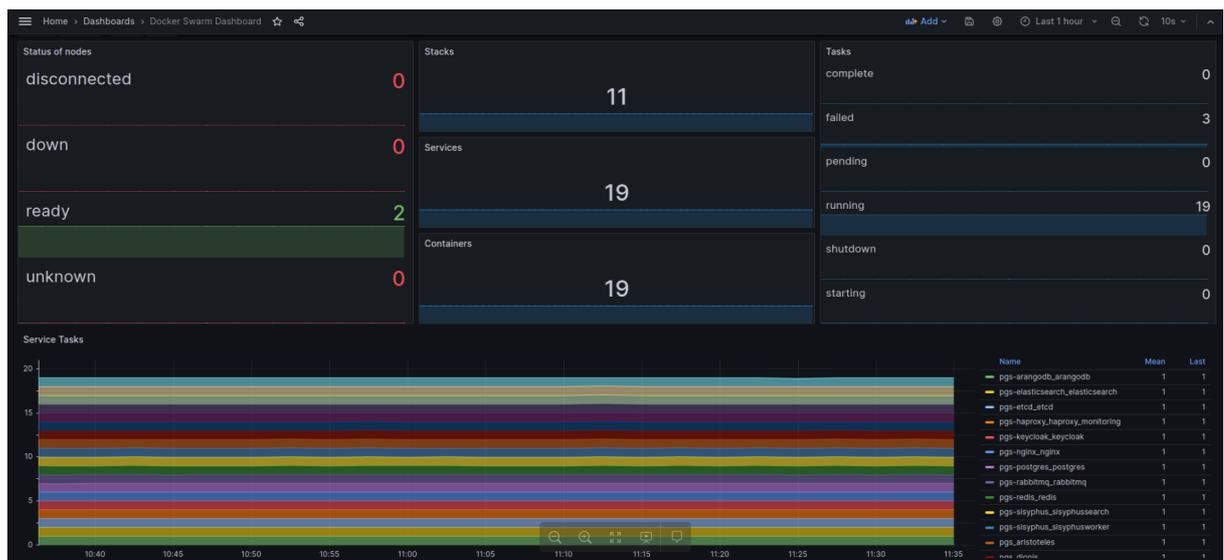 Home › Dashboards › Docker Swarm Dashboard
Add
Last 1 hour
10s
Status of nodes
disconnected 0
down 0
ready 2
unknown 0
Stacks
11
Services
19
Containers
19
Tasks
complete 0
failed 3
pending 0
running 19
shutdown 0
starting 0
Service Tasks
20
15
10
5
0
10:40 10:45 10:50 10:55 11:00 11:05 11:10 11:15 11:20 11:25 11:30 11:35
Name Mean Last
pgs-arangodb_arangodb 1 1
pgs-elasticsearch_elasticsearch 1 1
pgs-etcd_etcd 1 1
pgs-haproxy_haproxy_monitoring 1 1
pgs-keycloak_keycloak 1 1
pgs-nginx_nginx 1 1
pgs-postgres_postgres 1 1
pgs-rabbitmq_rabbitmq 1 1
pgs-redis_redis 1 1
pgs-sisyphus_sisyphussearch 1 1
pgs-sisyphus_sisyphusworker 1 1
pgs_aristoteles 1 1